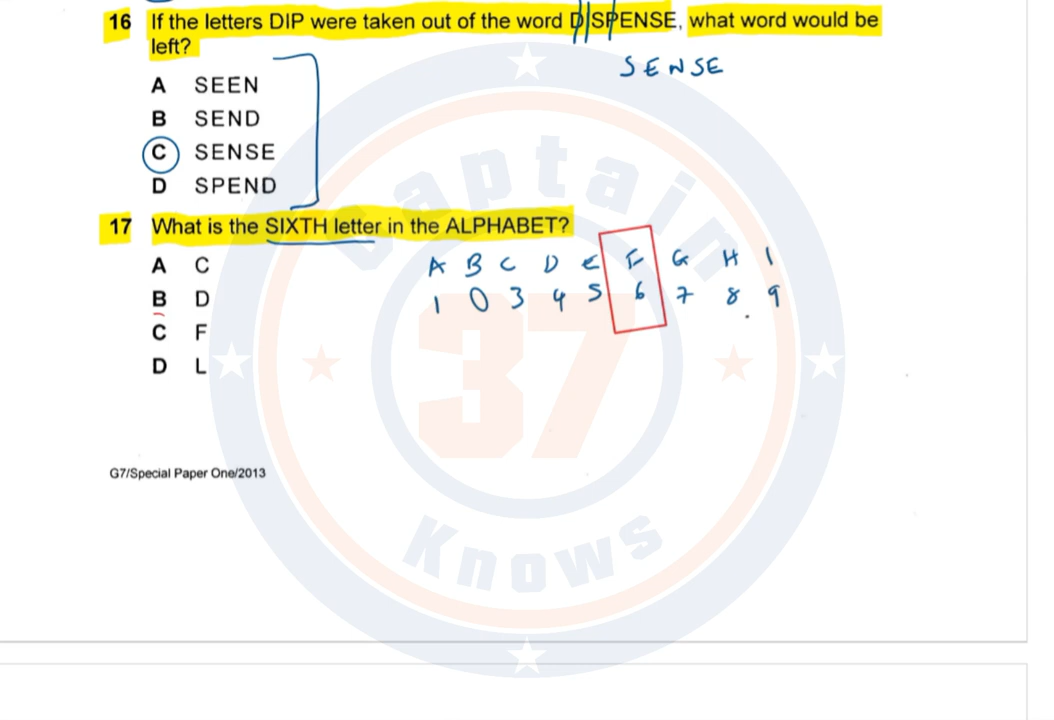 16 If the letters DIP were taken out of the word DISPENSE, what word would be
left?
SENSE
A SEEN
B SEND
C SENSE
D SPEND
17 What is the SIXTH letter in the ALPHABET?
A C
A B C D E F G H I
B D
1 0 3 4 5 6 7 8 9
C F
D L
Captain
37
Knows
G7/Special Paper One/2013